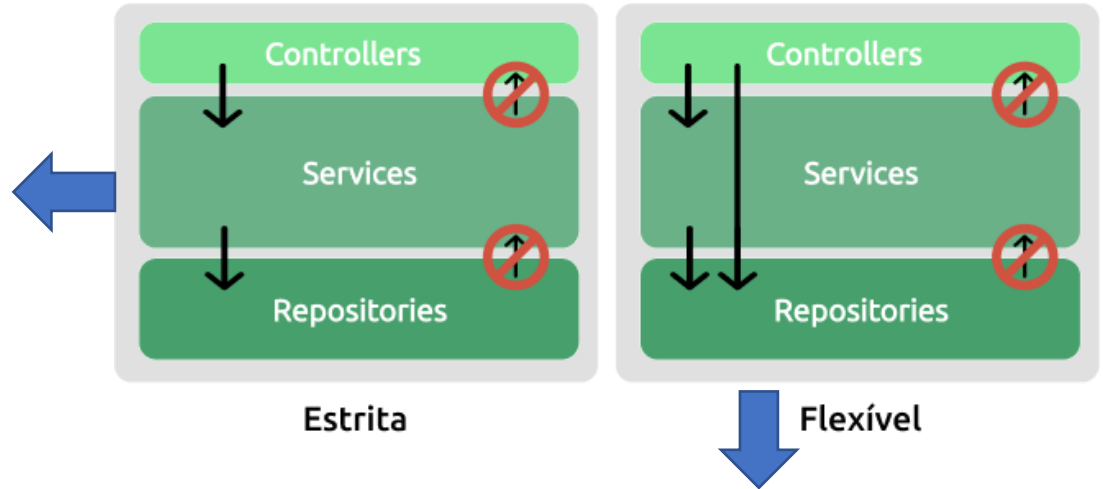 Controllers
Services
Repositories
Estrita
Controllers
Services
Repositories
Flexível